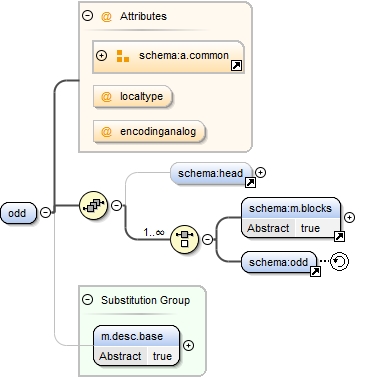 Attributes
schema:a.common
localtype
encodinganalog
schema:head
odd
1..∞
schema:m.blocks
Abstract true
schema:odd
Substitution Group
m.desc.base
Abstract true